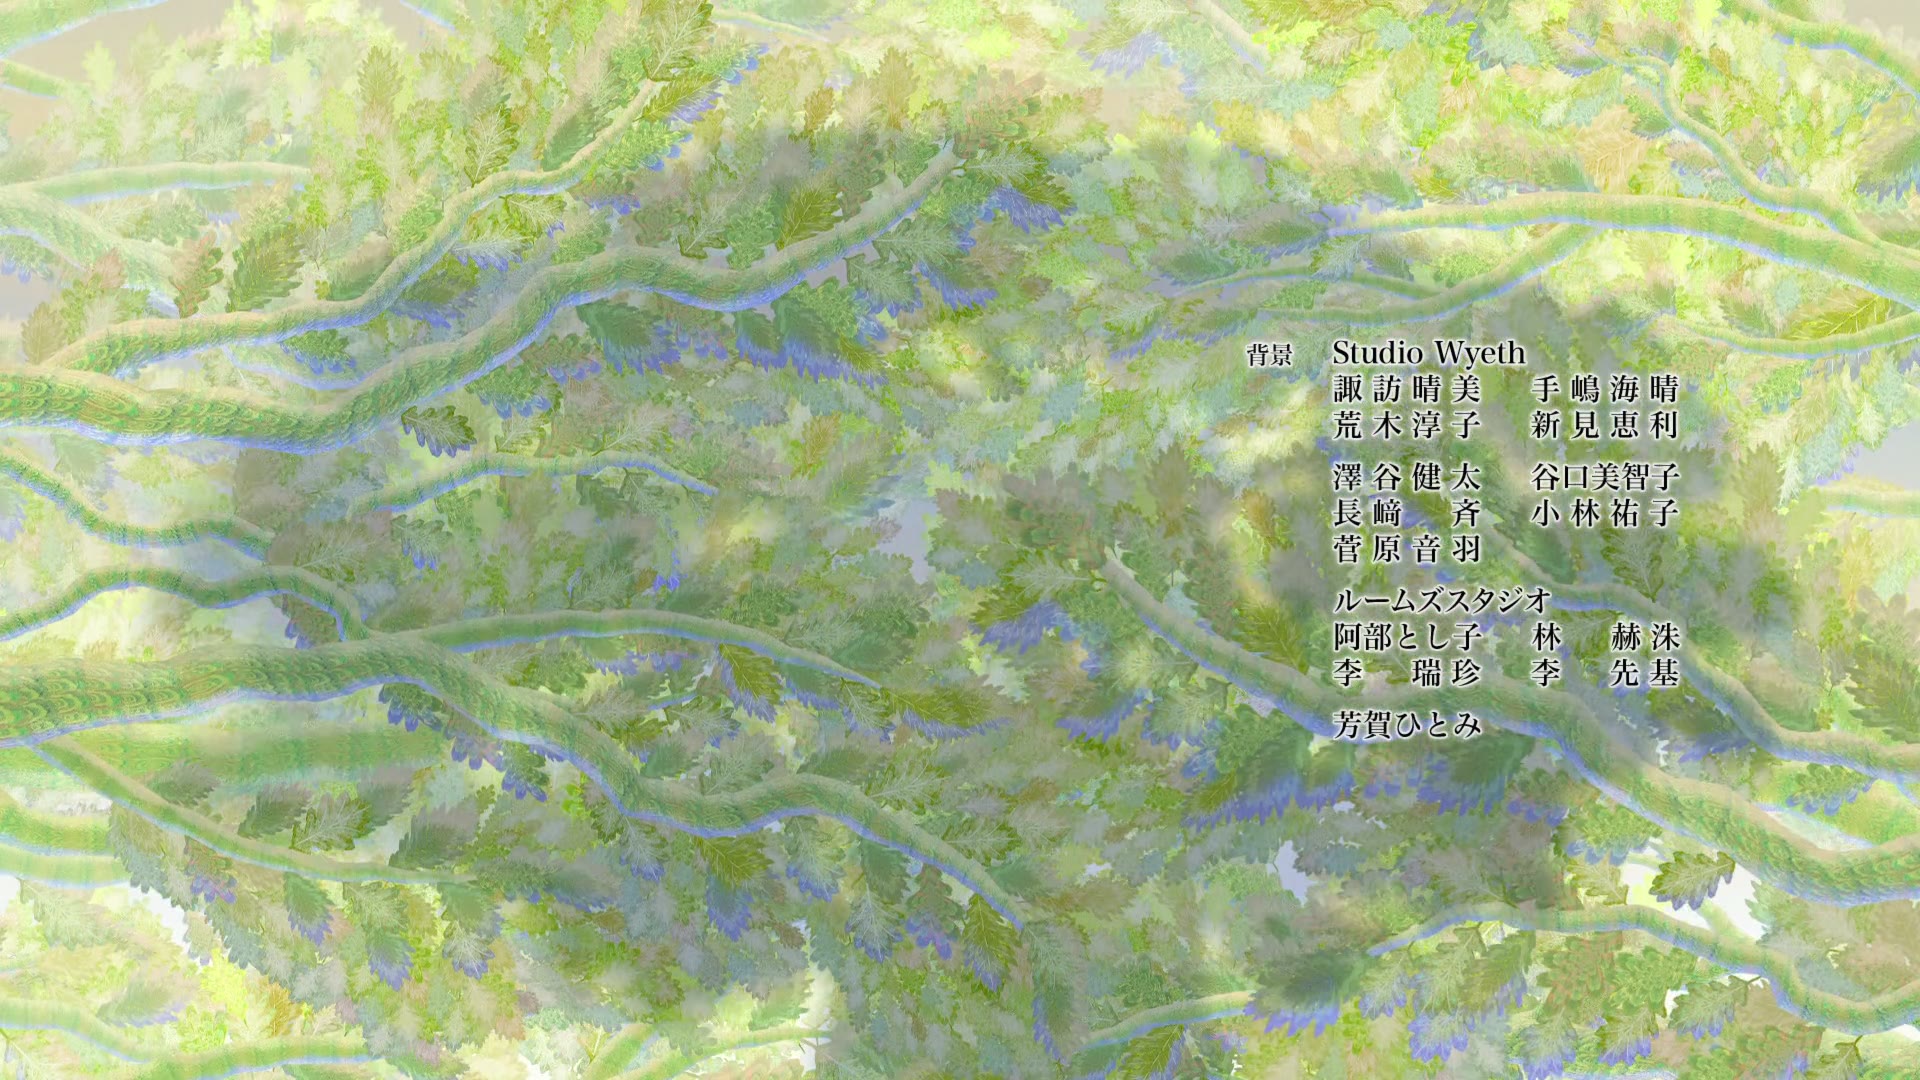 背景 Studio Wyeth
諏訪晴美 手嶋海晴
荒木淳子 新見恵利
澤谷健太 谷口美智子
長﨑斉 小林祐子
菅原音羽
ルームズスタジオ
阿部とし子 林赫洙
李瑞珍 李先基
芳賀ひとみ